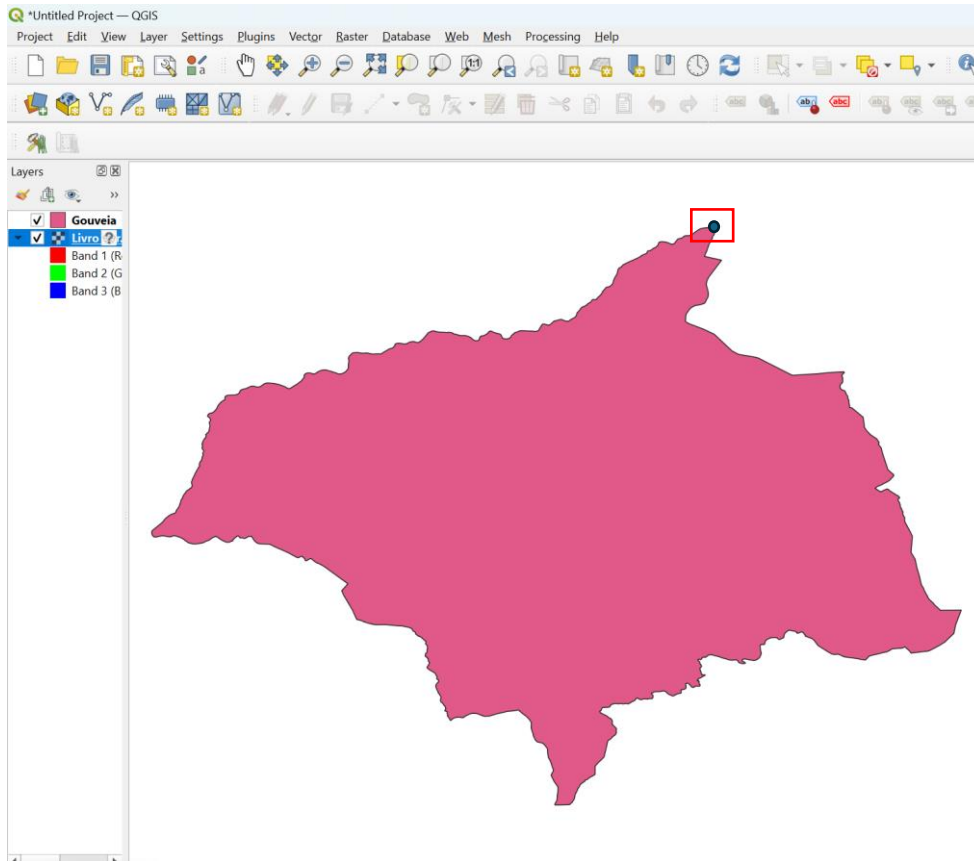 *Untitled Project — QGIS
Project Edit View Layer Settings Plugins Vector Raster Database Web Mesh Processing Help
Layers
Gouveia
Livro
Band 1 (R
Band 2 (G
Band 3 (B